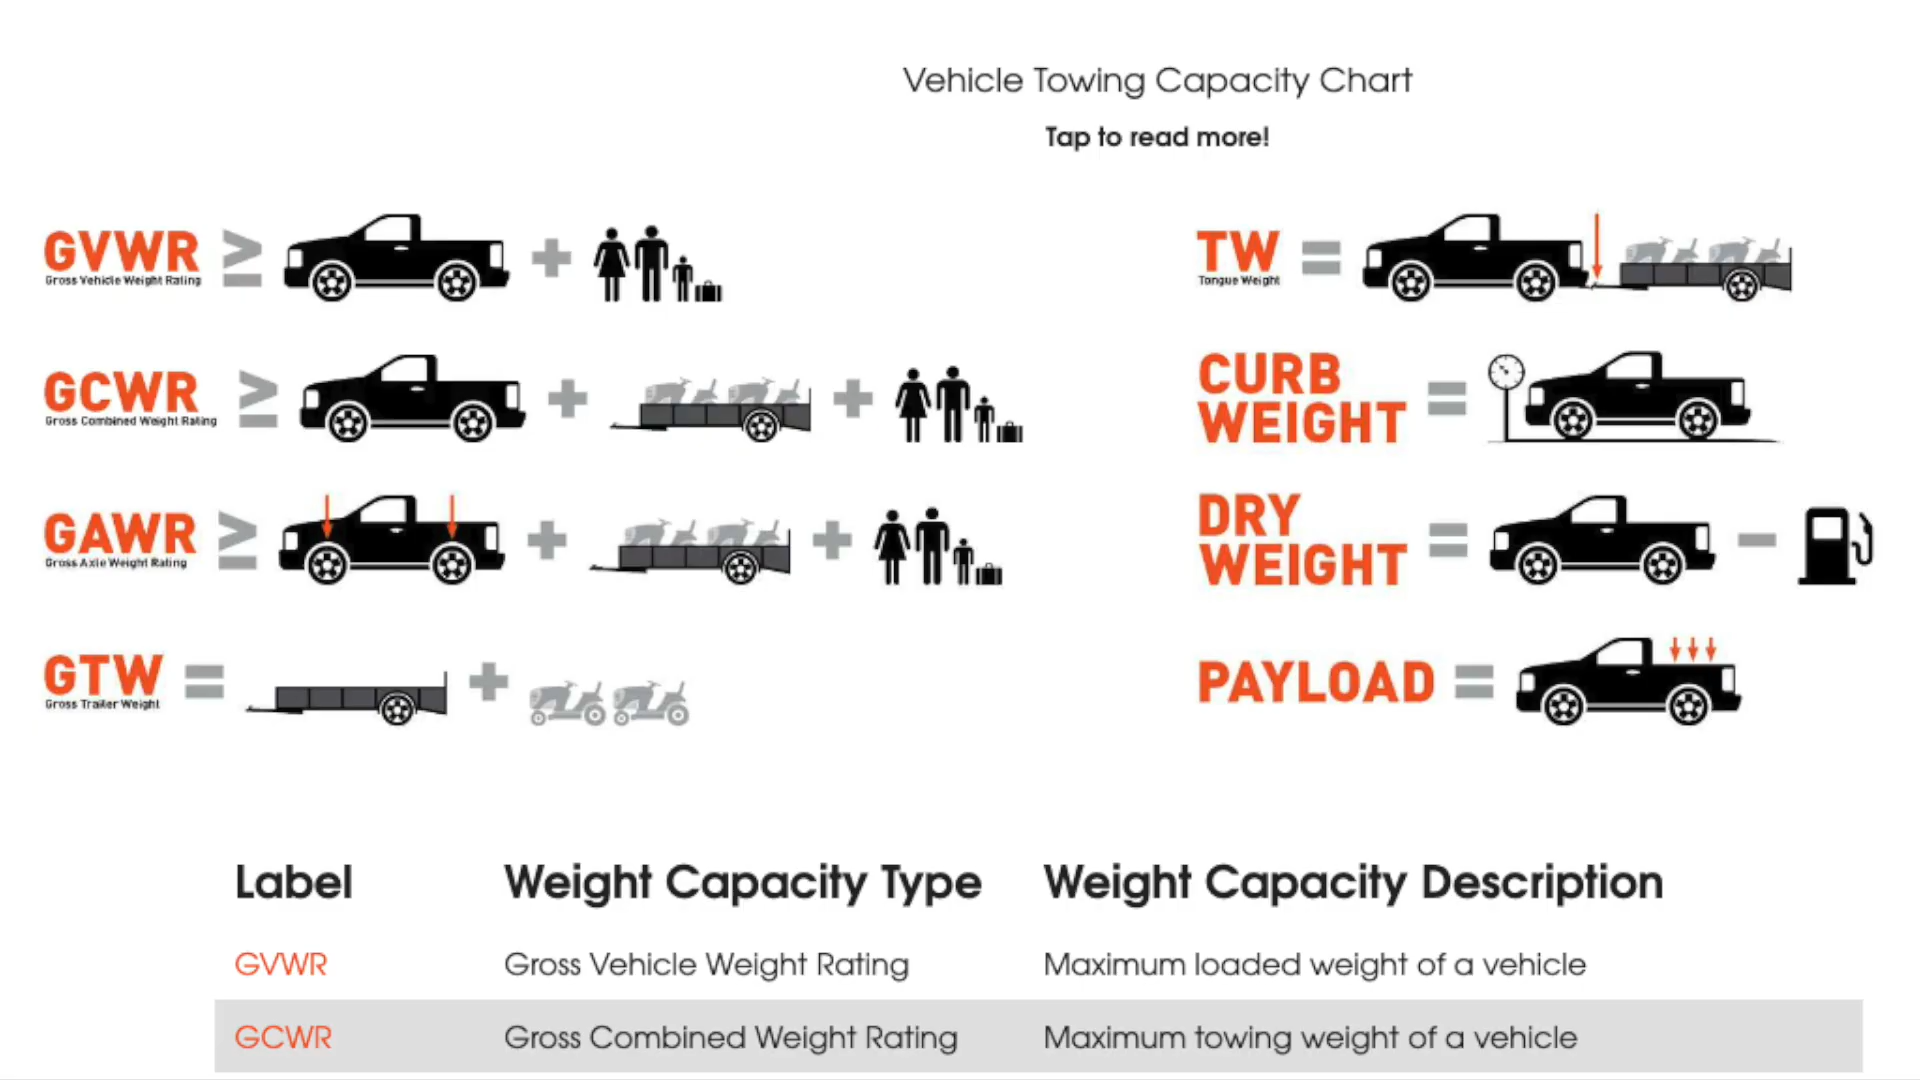 Vehicle Towing Capacity Chart
Tap to read more!
GVWR
Gross Vehicle Weight Rating
≥
+
GCWR
Gross Combined Weight Rating
≥
+
+
GAWR
Gross Axle Weight Rating
≥
+
+
GTW
Gross Trailer Weight
=
+
TW
Tongue Weight
=
CURB
WEIGHT
=
DRY
WEIGHT
=
-
PAYLOAD
=
Label Weight Capacity Type Weight Capacity Description
GVWR Gross Vehicle Weight Rating Maximum loaded weight of a vehicle
GCWR Gross Combined Weight Rating Maximum towing weight of a vehicle